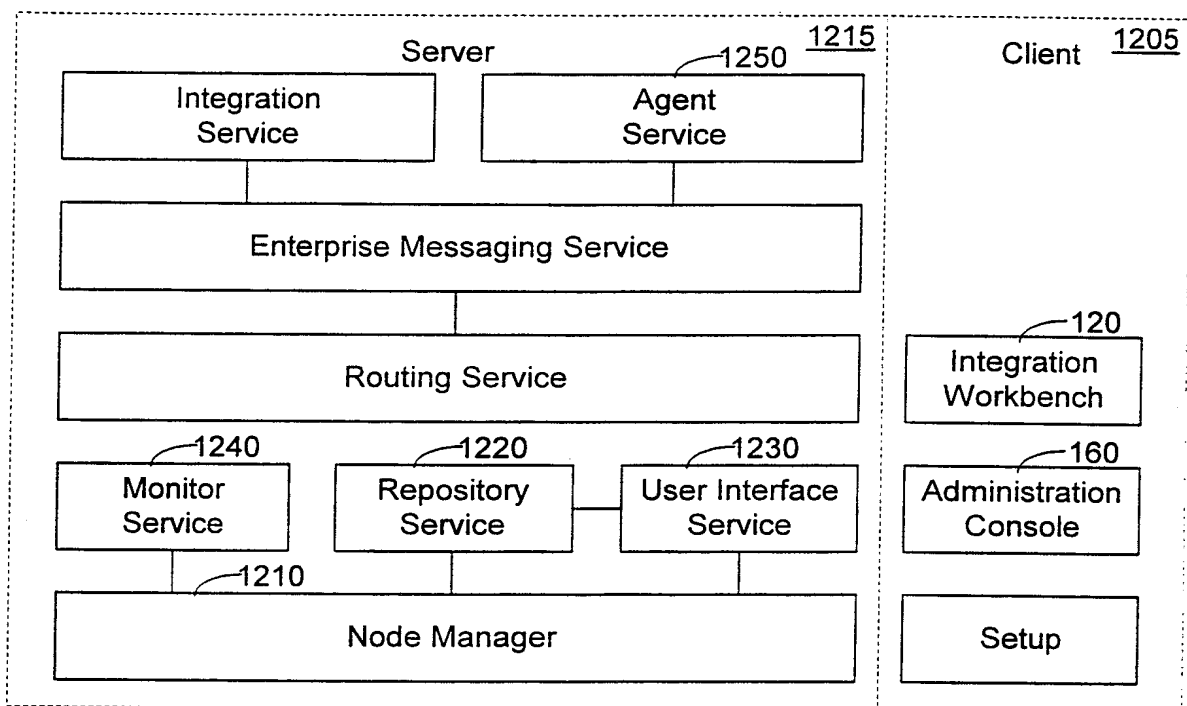 Server
1215
Client
1205
1250
Integration
Service
Agent
Service
Enterprise Messaging Service
Routing Service
120
Integration
Workbench
1240
1220
1230
160
Monitor
Service
Repository
Service
User Interface
Service
Administration
Console
1210
Node Manager
Setup